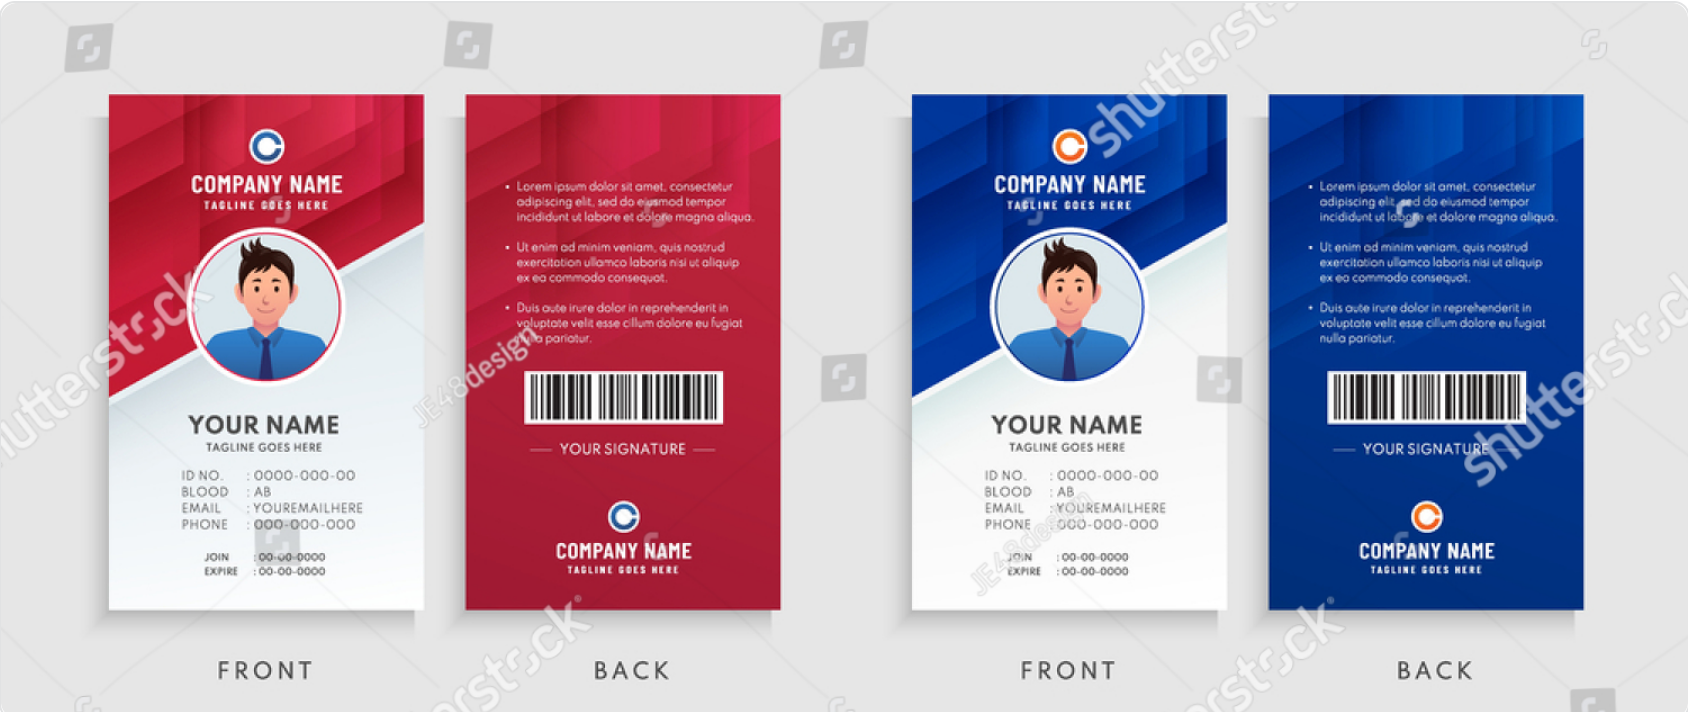 COMPANY NAME
TAGLINE GOES HERE
YOUR NAME
TAGLINE GOES HERE
ID NO. : 0000-000-00
BLOOD : AB
EMAIL : YOUREMAILHERE
PHONE : 000-000-000
JOIN : 00-00-0000
EXPIRE : 00-00-0000
FRONT
• Lorem ipsum dolor sit amet, consectetur
adipiscing elit, sed do eiusmod tempor
incididunt ut labore et dolore magna aliqua.
• Ut enim ad minim veniam, quis nostrud
exercitation ullamco laboris nisi ut aliquip
ex ea commodo consequat.
• Duis aute irure dolor in reprehenderit in
voluptate velit esse cillum dolore eu fugiat
nulla pariatur.
YOUR SIGNATURE
COMPANY NAME
TAGLINE GOES HERE
BACK
COMPANY NAME
TAGLINE GOES HERE
YOUR NAME
TAGLINE GOES HERE
ID NO. : 0000-000-00
BLOOD : AB
EMAIL : YOUREMAILHERE
PHONE : 000-000-000
JOIN : 00-00-0000
EXPIRE : 00-00-0000
FRONT
• Lorem ipsum dolor sit amet, consectetur
adipiscing elit, sed do eiusmod tempor
incididunt ut labore et dolore magna aliqua.
• Ut enim ad minim veniam, quis nostrud
exercitation ullamco laboris nisi ut aliquip
ex ea commodo consequat.
• Duis aute irure dolor in reprehenderit in
voluptate velit esse cillum dolore eu fugiat
nulla pariatur.
YOUR SIGNATURE
COMPANY NAME
TAGLINE GOES HERE
BACK
shutterstock
JE48design
shutterstock
shutterstock
JE48design
shutterstock
shutterstock